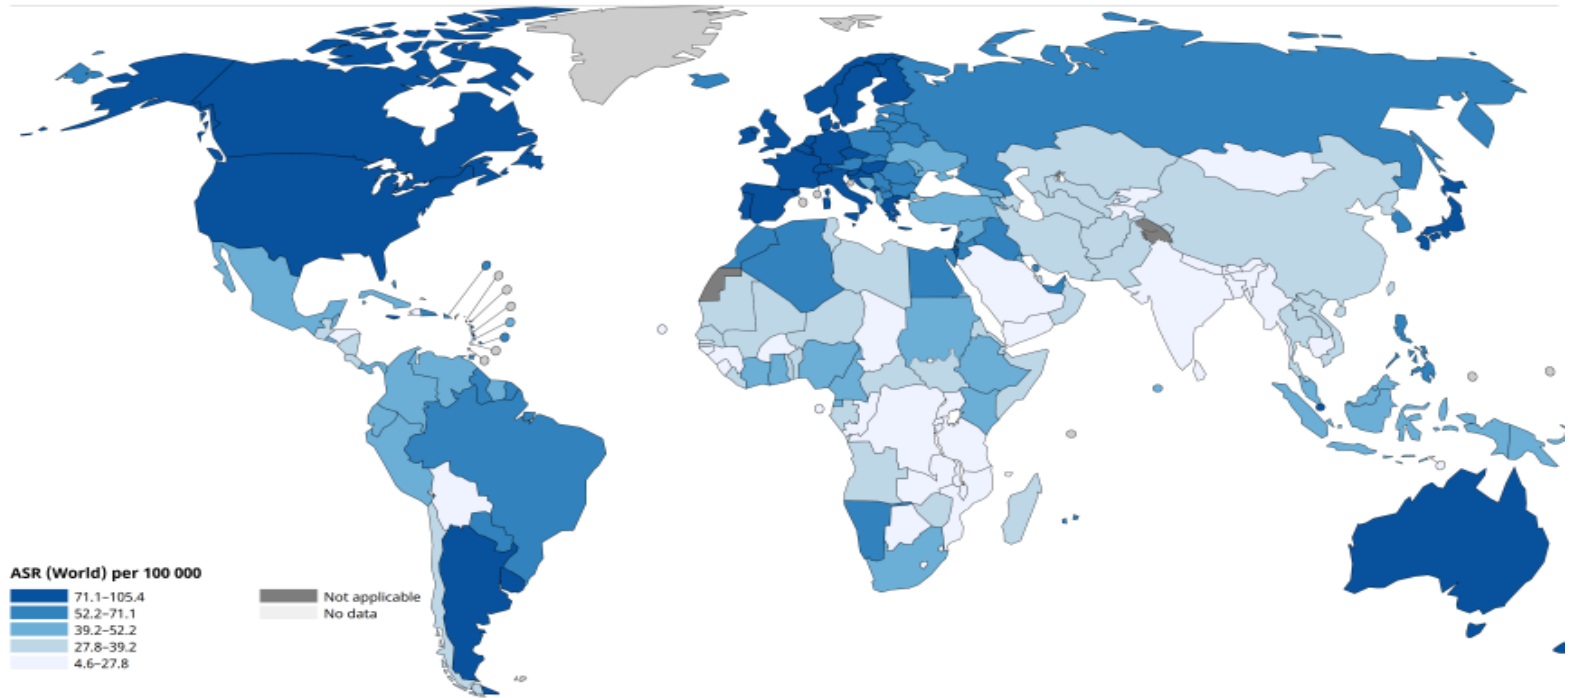 ASR (World) per 100 000
71.1–105.4
52.2–71.1
39.2–52.2
27.8–39.2
4.6–27.8
Not applicable
No data